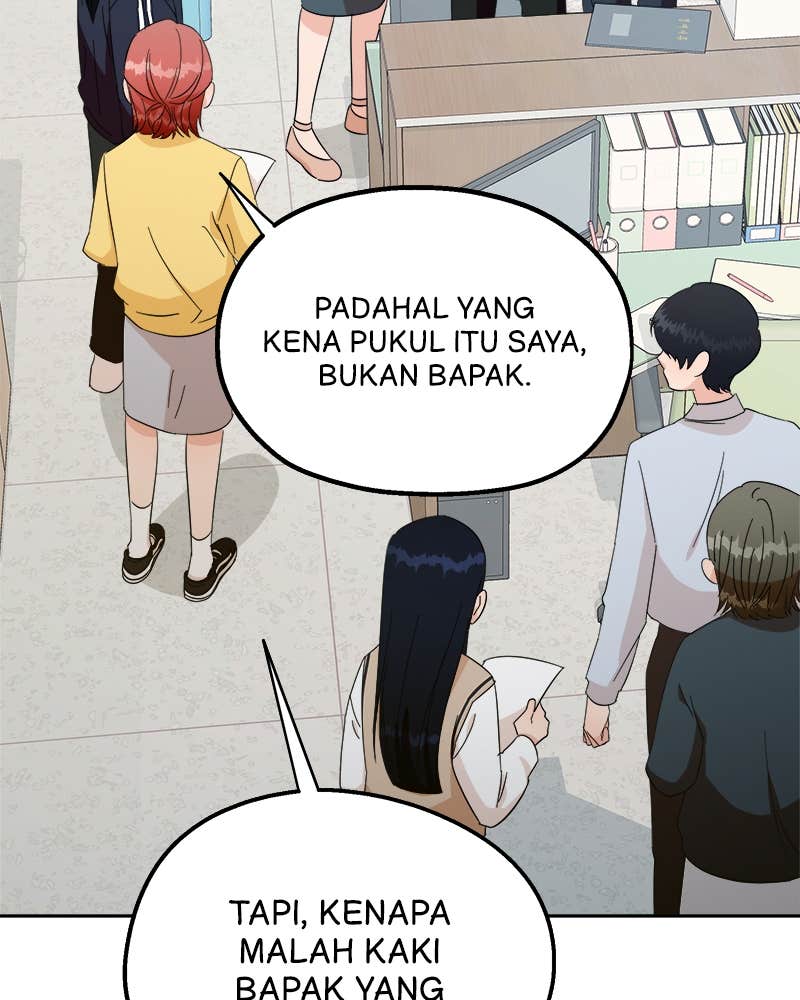 PADAHAL YANG
KENA PUKUL ITU SAYA,
BUKAN BAPAK.
TAPI, KENAPA
MALAH KAKI
BAPAK YANG